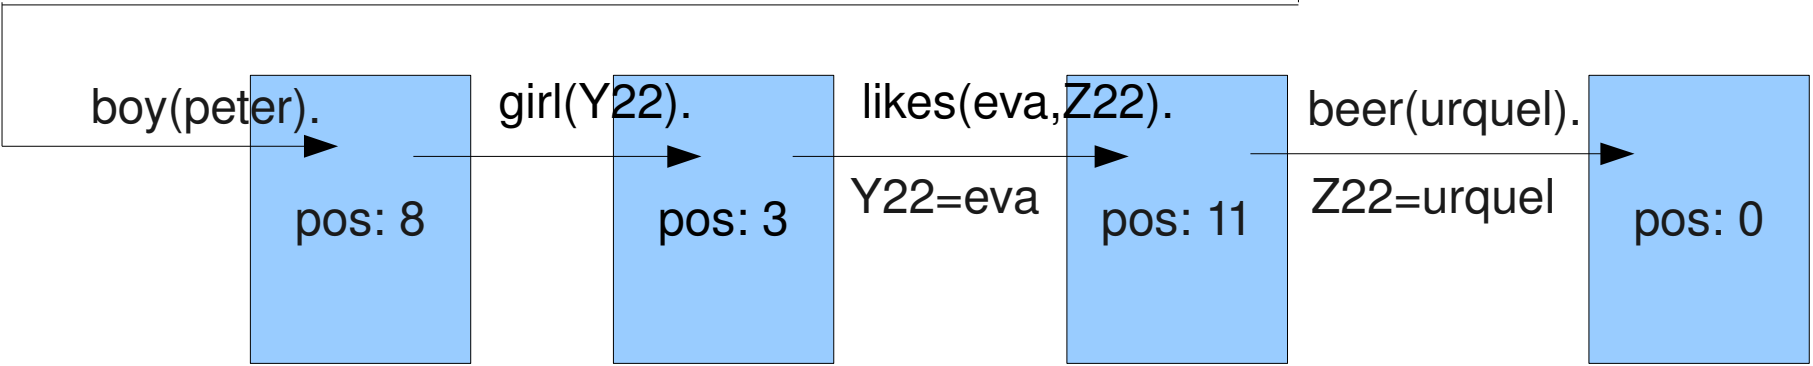 boy(peter).
girl(Y22).
likes(eva,Z22).
beer(urquel).
Y22=eva
Z22=urquel
pos: 8
pos: 3
pos: 11
pos: 0